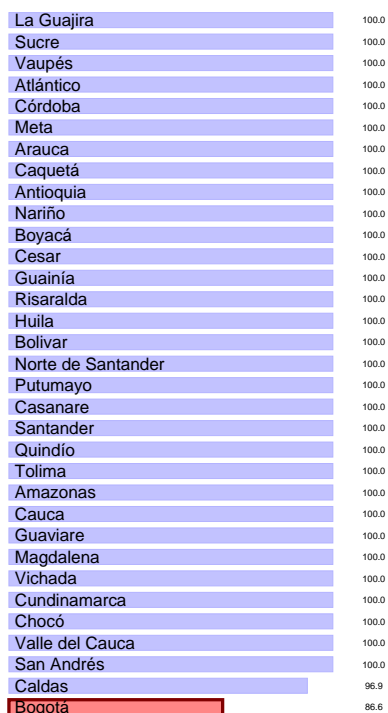 La Guajira 100.0
Sucre 100.0
Vaupés 100.0
Atlántico 100.0
Córdoba 100.0
Meta 100.0
Arauca 100.0
Caquetá 100.0
Antioquia 100.0
Nariño 100.0
Boyacá 100.0
Cesar 100.0
Guainía 100.0
Risaralda 100.0
Huila 100.0
Bolivar 100.0
Norte de Santander 100.0
Putumayo 100.0
Casanare 100.0
Santander 100.0
Quindío 100.0
Tolima 100.0
Amazonas 100.0
Cauca 100.0
Guaviare 100.0
Magdalena 100.0
Vichada 100.0
Cundinamarca 100.0
Chocó 100.0
Valle del Cauca 100.0
San Andrés 100.0
Caldas 96.9
Bogotá 86.6